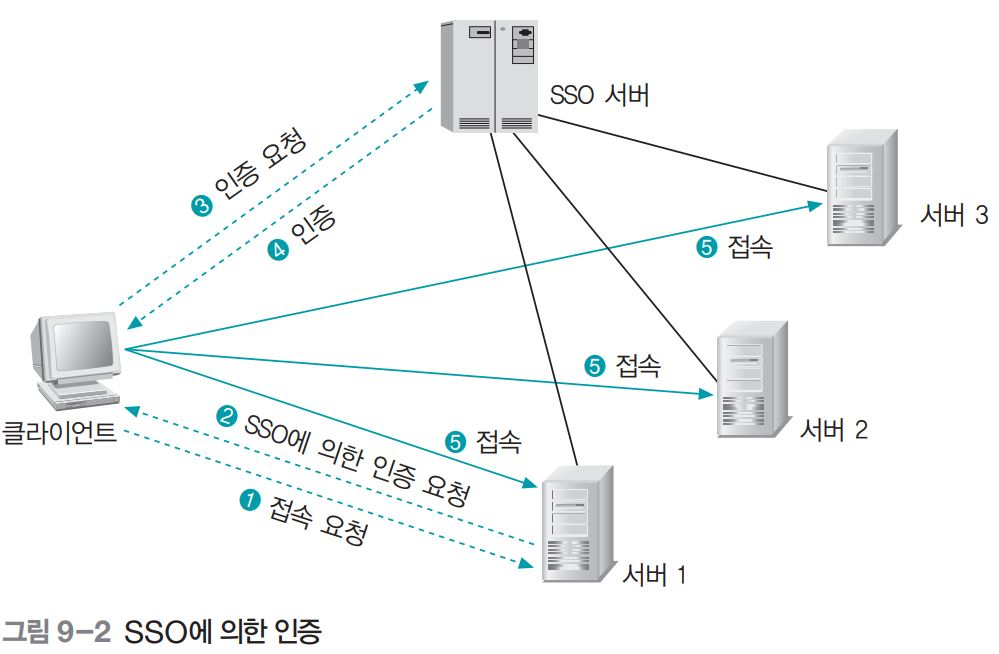 SSO 서버
❸ 인증 요청
❹ 인증
서버 3
❺ 접속
❺ 접속
서버 2
클라이언트
❷ SSO에 의한 인증 요청
❺ 접속
❶ 접속 요청
서버 1
그림 9-2 SSO에 의한 인증